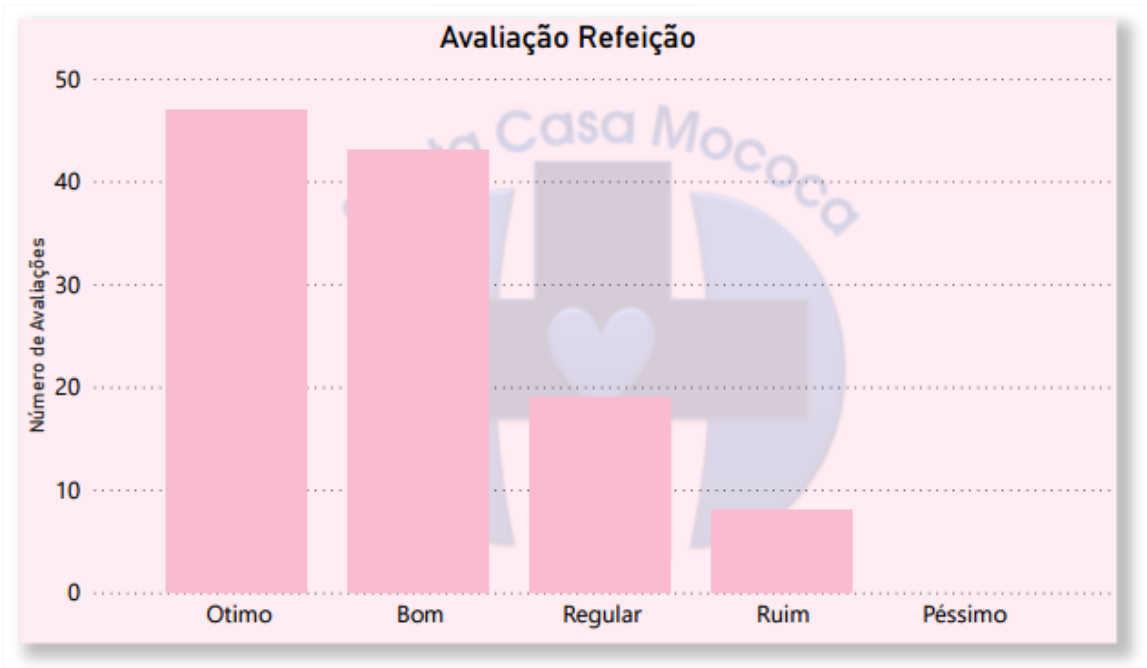 Avaliação Refeição
Casa Mococa
Número de Avaliações
50
40
30
20
10
0
Otimo
Bom
Regular
Ruim
Péssimo